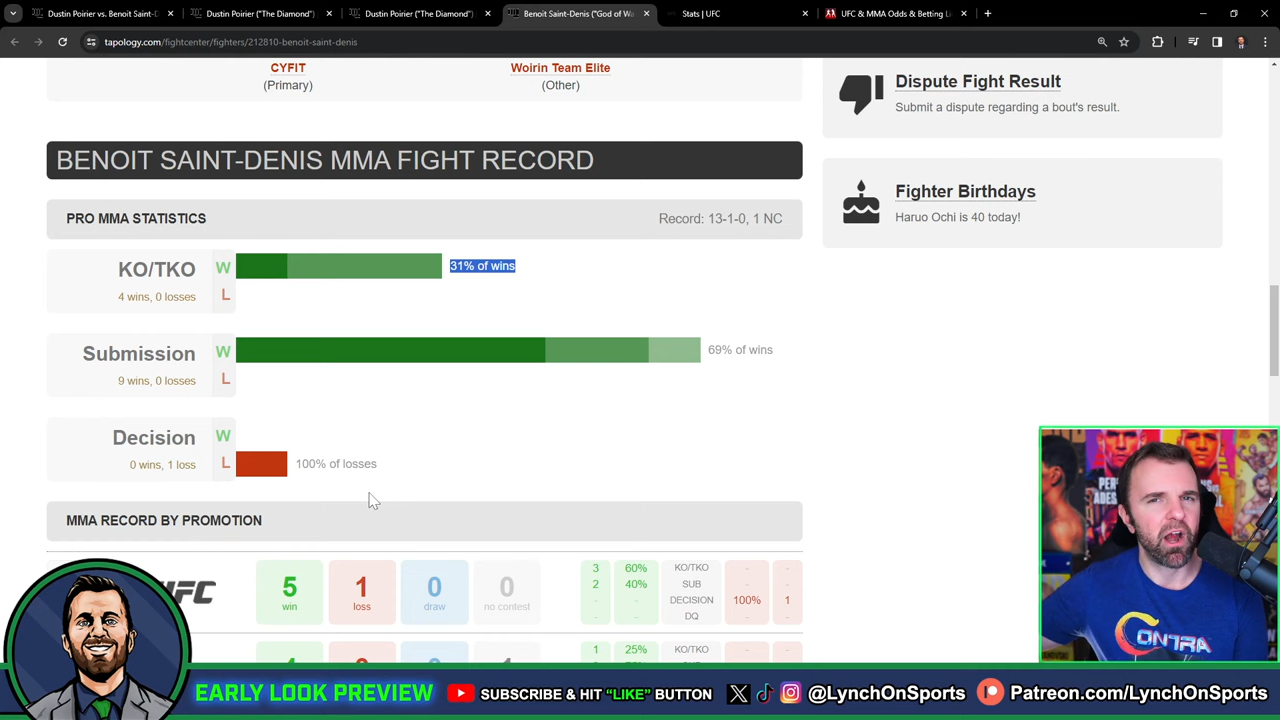 Dustin Poirier vs. Benoit Saint-Denis
Dustin Poirier ("The Diamond")
Dustin Poirier ("The Diamond")
Benoit Saint-Denis ("God of Wa
Stats | UFC
UFC & MMA Odds & Betting Li
tapology.com/fightcenter/fighters/212810-benoit-saint-denis
CYFIT
(Primary)
Woirin Team Elite
(Other)
Dispute Fight Result
Submit a dispute regarding a bout's result.
BENOIT SAINT-DENIS MMA FIGHT RECORD
Fighter Birthdays
Haruo Ochi is 40 today!
PRO MMA STATISTICS
Record: 13-1-0, 1 NC
KO/TKO
4 wins, 0 losses
W
L
31% of wins
Submission
9 wins, 0 losses
W
L
69% of wins
Decision
0 wins, 1 loss
W
L
100% of losses
MMA RECORD BY PROMOTION
UFC
5
win
1
loss
0
draw
0
no contest
3 60% KO/TKO - -
2 40% SUB - -
- - DECISION 100% 1
- - DQ - -
1 25% KO/TKO - -
CONTRA
EARLY LOOK PREVIEW
SUBSCRIBE & HIT "LIKE" BUTTON
@LynchOnSports
Patreon.com/LynchOnSports